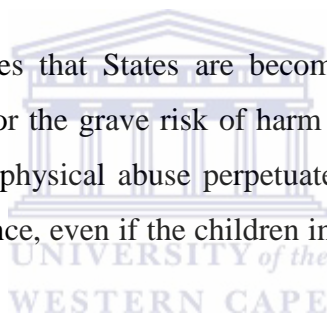 es that States are becom
or the grave risk of harm
physical abuse perpetuate
nce, even if the children in
UNIVERSITY of the
WESTERN CAPE